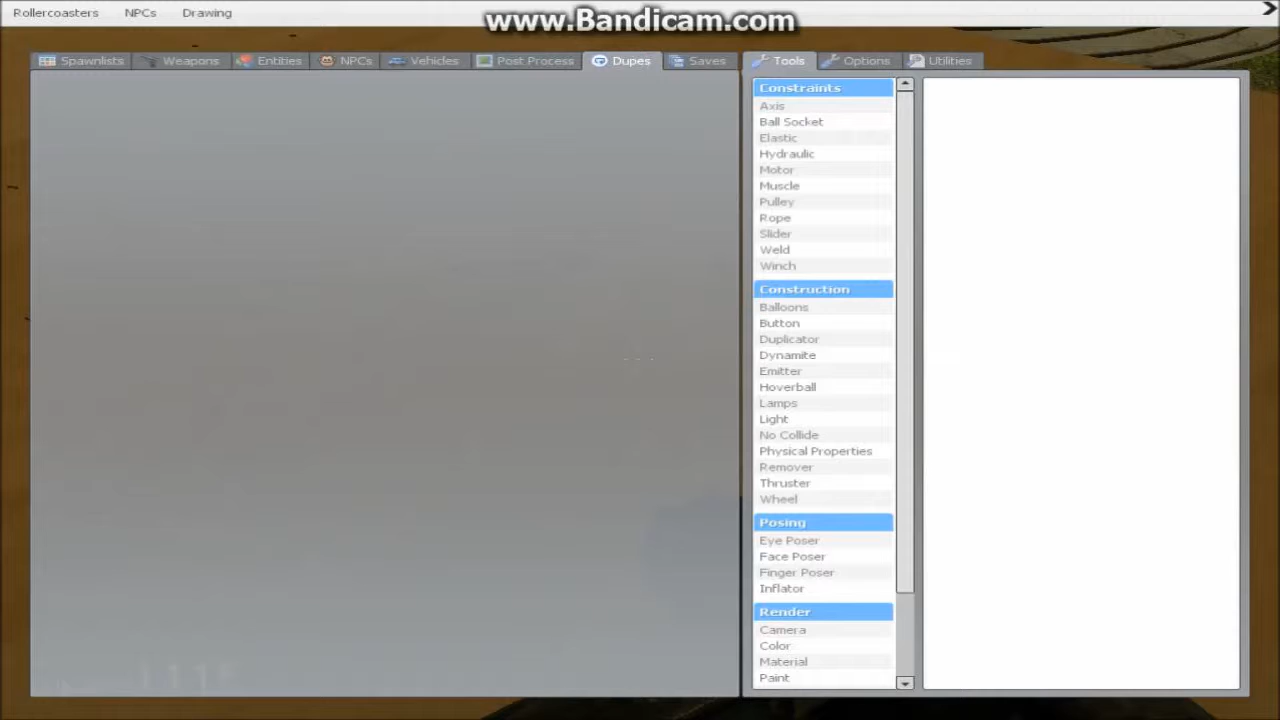 Rollercoasters NPCs Drawing
www.Bandicam.com
Spawnlists Weapons Entities NPCs Vehicles Post Process Dupes Saves Tools Options Utilities
Constraints
Axis
Ball Socket
Elastic
Hydraulic
Motor
Muscle
Pulley
Rope
Slider
Weld
Winch
Construction
Balloons
Button
Duplicator
Dynamite
Emitter
Hoverball
Lamps
Light
No Collide
Physical Properties
Remover
Thruster
Wheel
Posing
Eye Poser
Face Poser
Finger Poser
Inflator
Render
Camera
Color
Material
Paint